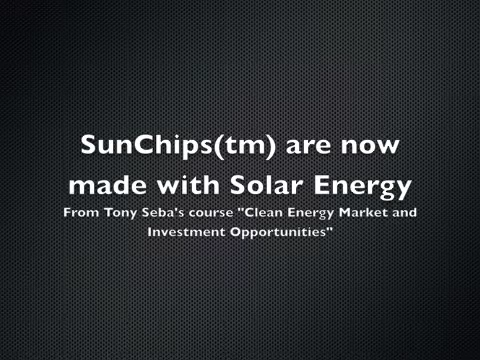 SunChips(tm) are now
made with Solar Energy
From Tony Seba's course "Clean Energy Market and
Investment Opportunities"